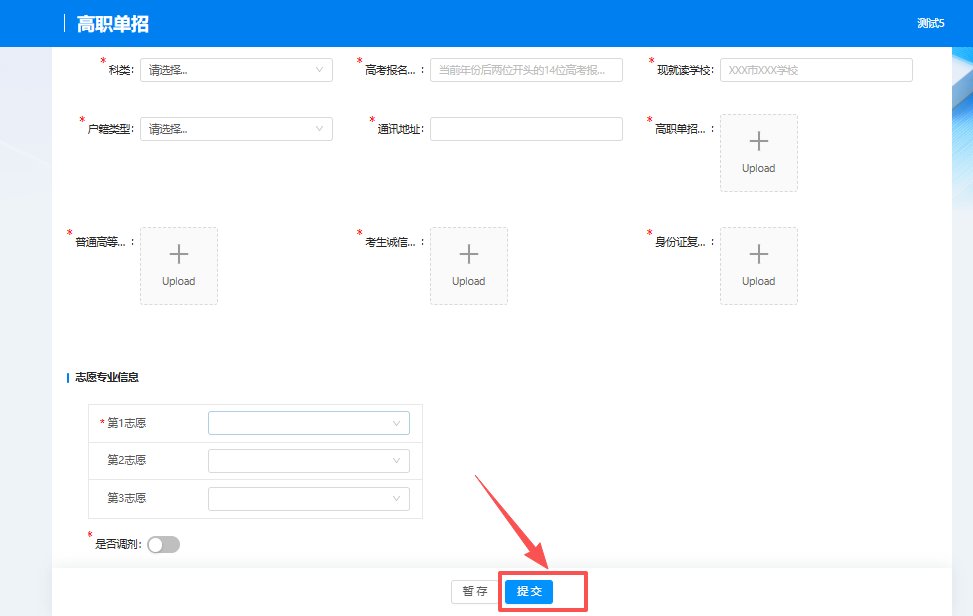 高职单招
测试5
*科类: 请选择... *高考报名...: 当前年份后两位开头的14位高考报... *现就读学校: XXX市XXX学校
*户籍类型: 请选择... *通讯地址: *高职单招...: Upload
*普通高等...: Upload *考生诚信...: Upload *身份证复...: Upload
志愿专业信息
*第1志愿
第2志愿
第3志愿
*是否调剂:
暂存 提交